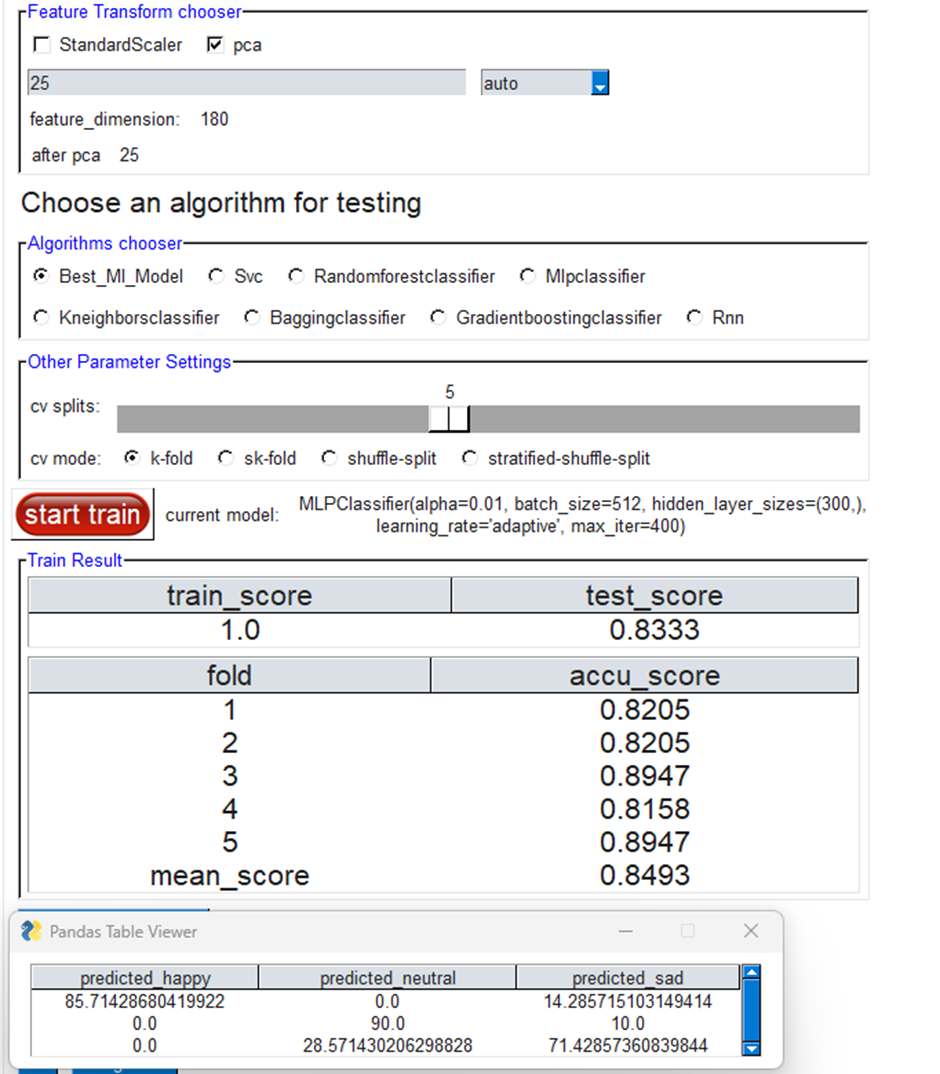 Feature Transform chooser
StandardScaler pca
25 auto
feature_dimension: 180
after pca 25
Choose an algorithm for testing
Algorithms chooser
Best_Ml_Model Svc Randomforestclassifier Mlpclassifier
Kneighborsclassifier Baggingclassifier Gradientboostingclassifier Rnn
Other Parameter Settings
5
cv splits:
cv mode: k-fold sk-fold shuffle-split stratified-shuffle-split
start train current model: MLPClassifier(alpha=0.01, batch_size=512, hidden_layer_sizes=(300,),
learning_rate='adaptive', max_iter=400)
Train Result
train_score test_score
1.0 0.8333
fold accu_score
1 0.8205
2 0.8205
3 0.8947
4 0.8158
5 0.8947
mean_score 0.8493
Pandas Table Viewer
predicted_happy predicted_neutral predicted_sad
85.71428680419922 0.0 14.285715103149414
0.0 90.0 10.0
0.0 28.571430206298828 71.42857360839844